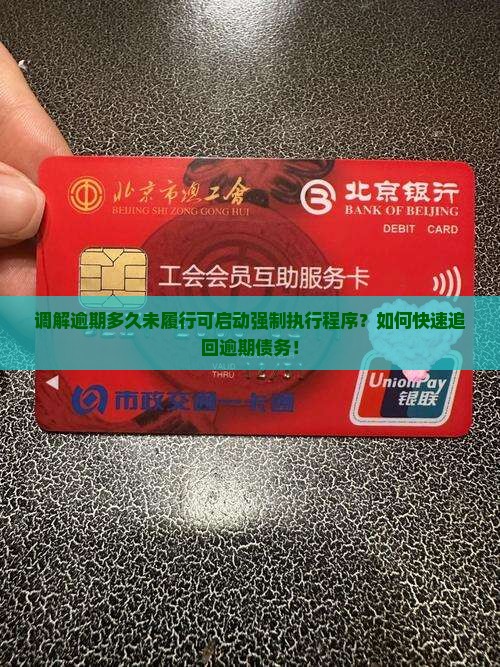 北京市总工会
BEIJING SHI ZONG GONG HUI
北京银行
BANK OF BEIJING
DEBIT CARD
工会会员互助服务卡
调解逾期多久未履行可启动强制执行程序？如何快速追
回逾期债务！
THRU
市政交通一卡通
UnionPay
银联